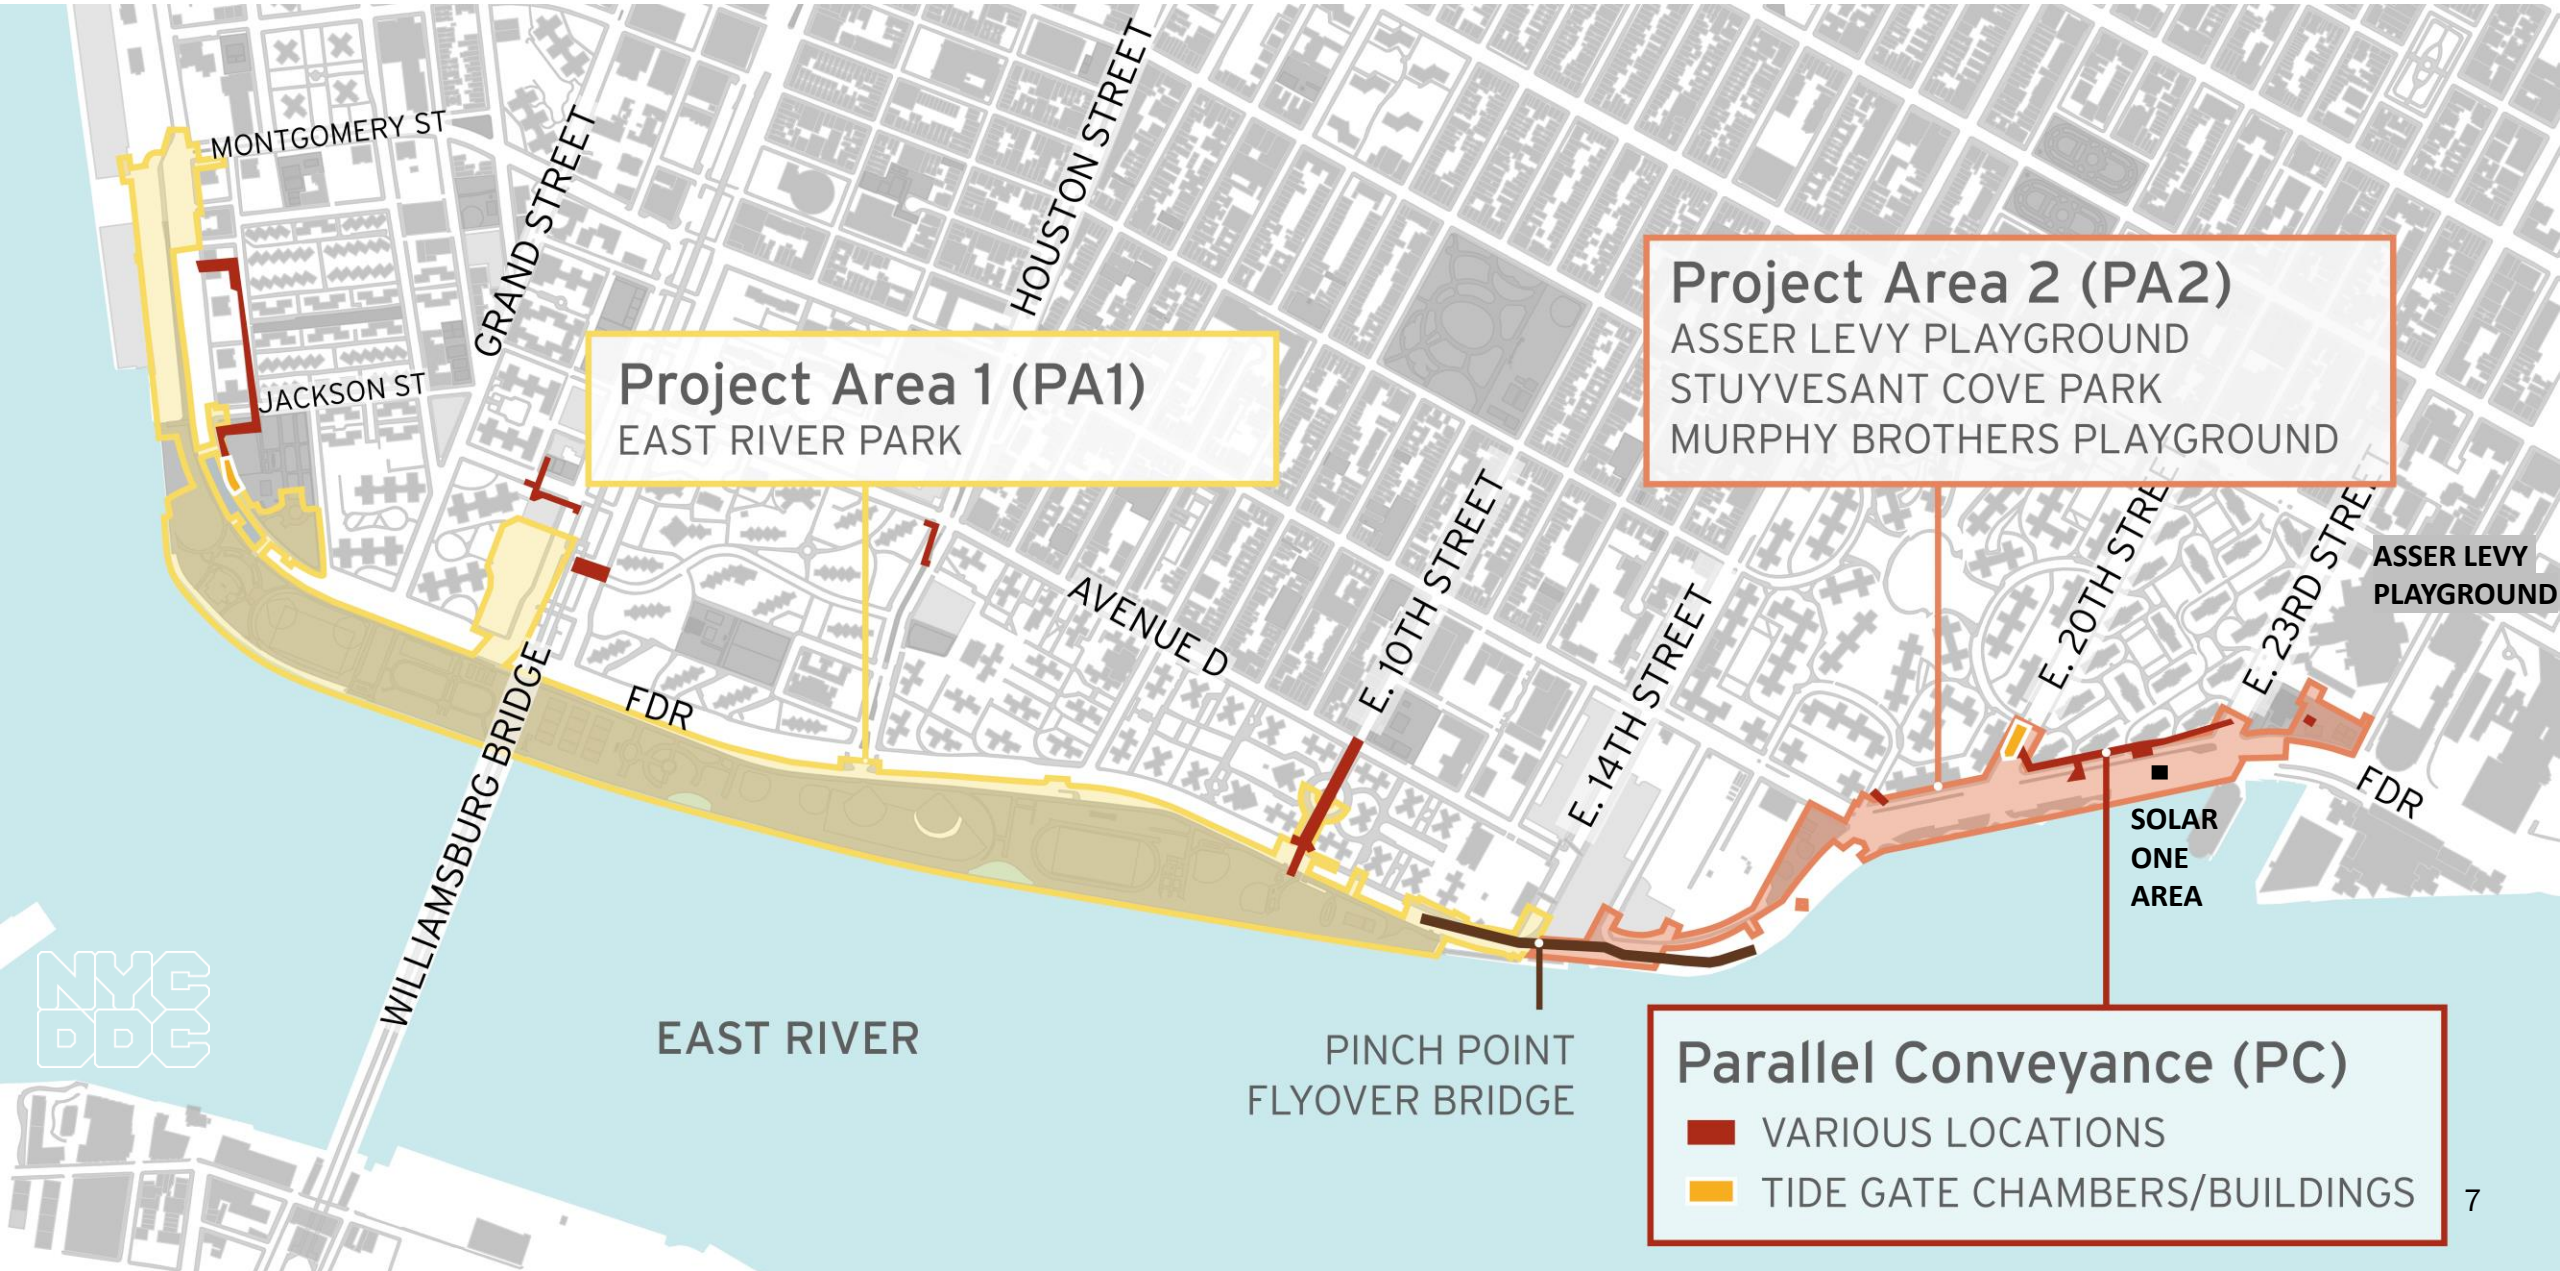 MONTGOMERY ST
GRAND STREET
HOUSTON STREET
JACKSON ST
Project Area 1 (PA1)
EAST RIVER PARK
Project Area 2 (PA2)
ASSER LEVY PLAYGROUND
STUYVESANT COVE PARK
MURPHY BROTHERS PLAYGROUND
AVENUE D
E. 10TH STREET
E. 14TH STREET
E. 20TH STREET
E. 23RD STREET
ASSER LEVY
PLAYGROUND
FDR
FDR
WILLIAMSBURG BRIDGE
SOLAR
ONE
AREA
NYC
DDC
EAST RIVER
PINCH POINT
FLYOVER BRIDGE
Parallel Conveyance (PC)
VARIOUS LOCATIONS
TIDE GATE CHAMBERS/BUILDINGS
7